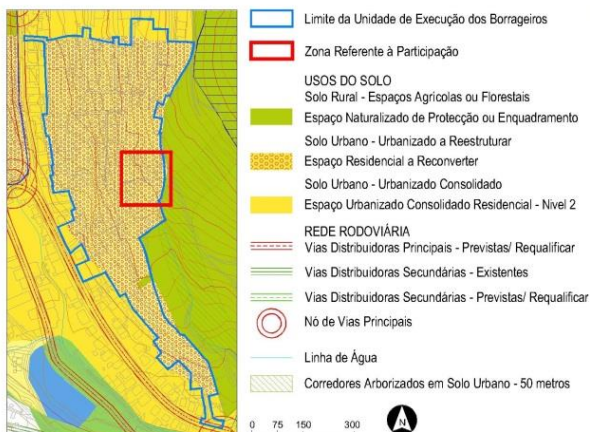 Limite da Unidade de Execução dos Borrageiros
Zona Referente à Participação
USOS DO SOLO
Solo Rural - Espaços Agrícolas ou Florestais
Espaço Naturalizado de Protecção ou Enquadramento
Solo Urbano - Urbanizado a Reestruturar
Espaço Residencial a Reconverter
Solo Urbano - Urbanizado Consolidado
Espaço Urbanizado Consolidado Residencial - Nivel 2
REDE RODOVIÁRIA
Vias Distribuidoras Principais - Previstas/ Requalificar
Vias Distribuidoras Secundárias - Existentes
Vias Distribuidoras Secundárias - Previstas/ Requalificar
Nó de Vias Principais
Linha de Água
Corredores Arborizados em Solo Urbano - 50 metros
0 75 150 300 N